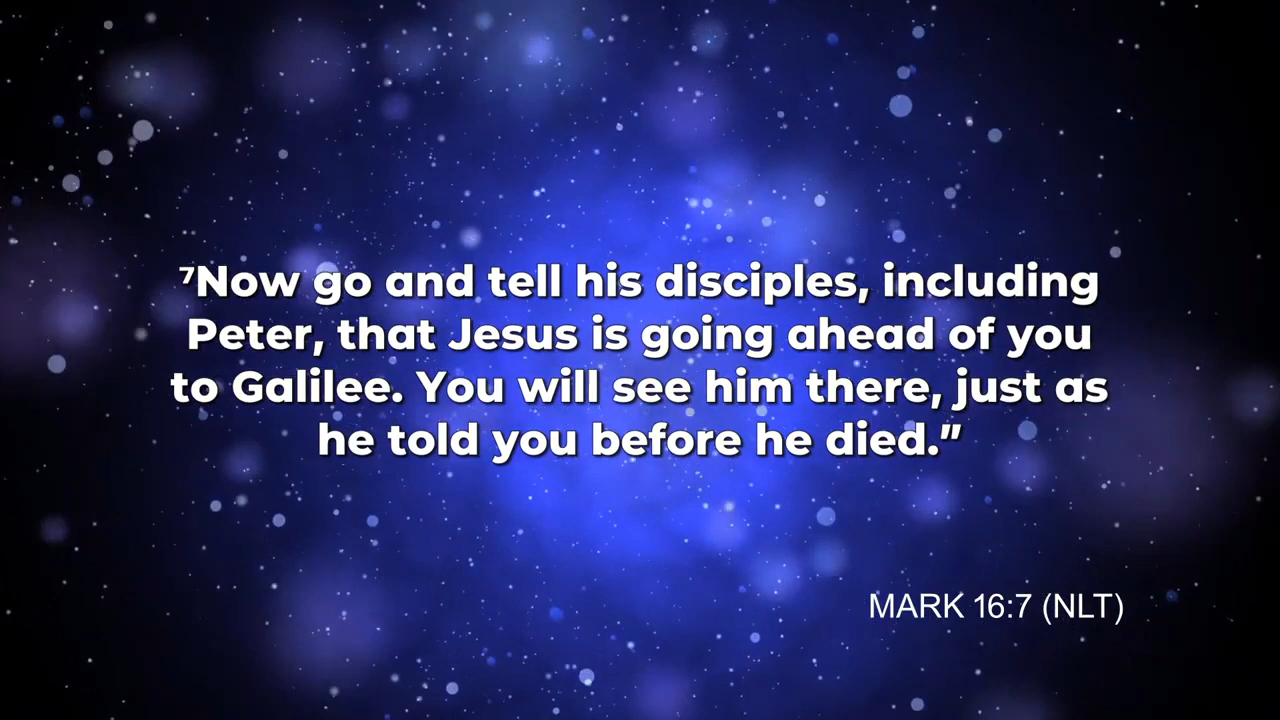 ⁷Now go and tell his disciples, including
Peter, that Jesus is going ahead of you
to Galilee. You will see him there, just as
he told you before he died.”
MARK 16:7 (NLT)